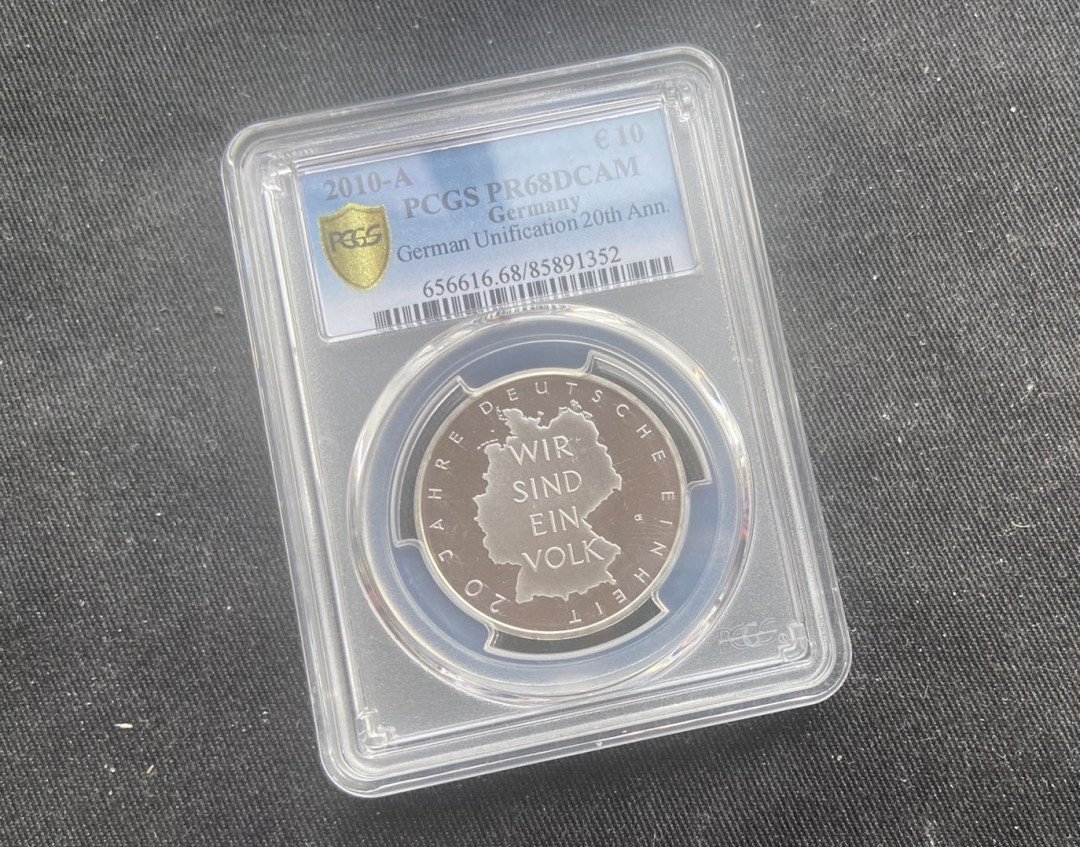 2010-A € 10
PCGS PR68DCAM
Germany
German Unification 20th Ann.
656616.68/85891352
PCGS
20 JAHRE DEUTSCHE EINHEIT
WIR
SIND
EIN
VOLK
PCGS